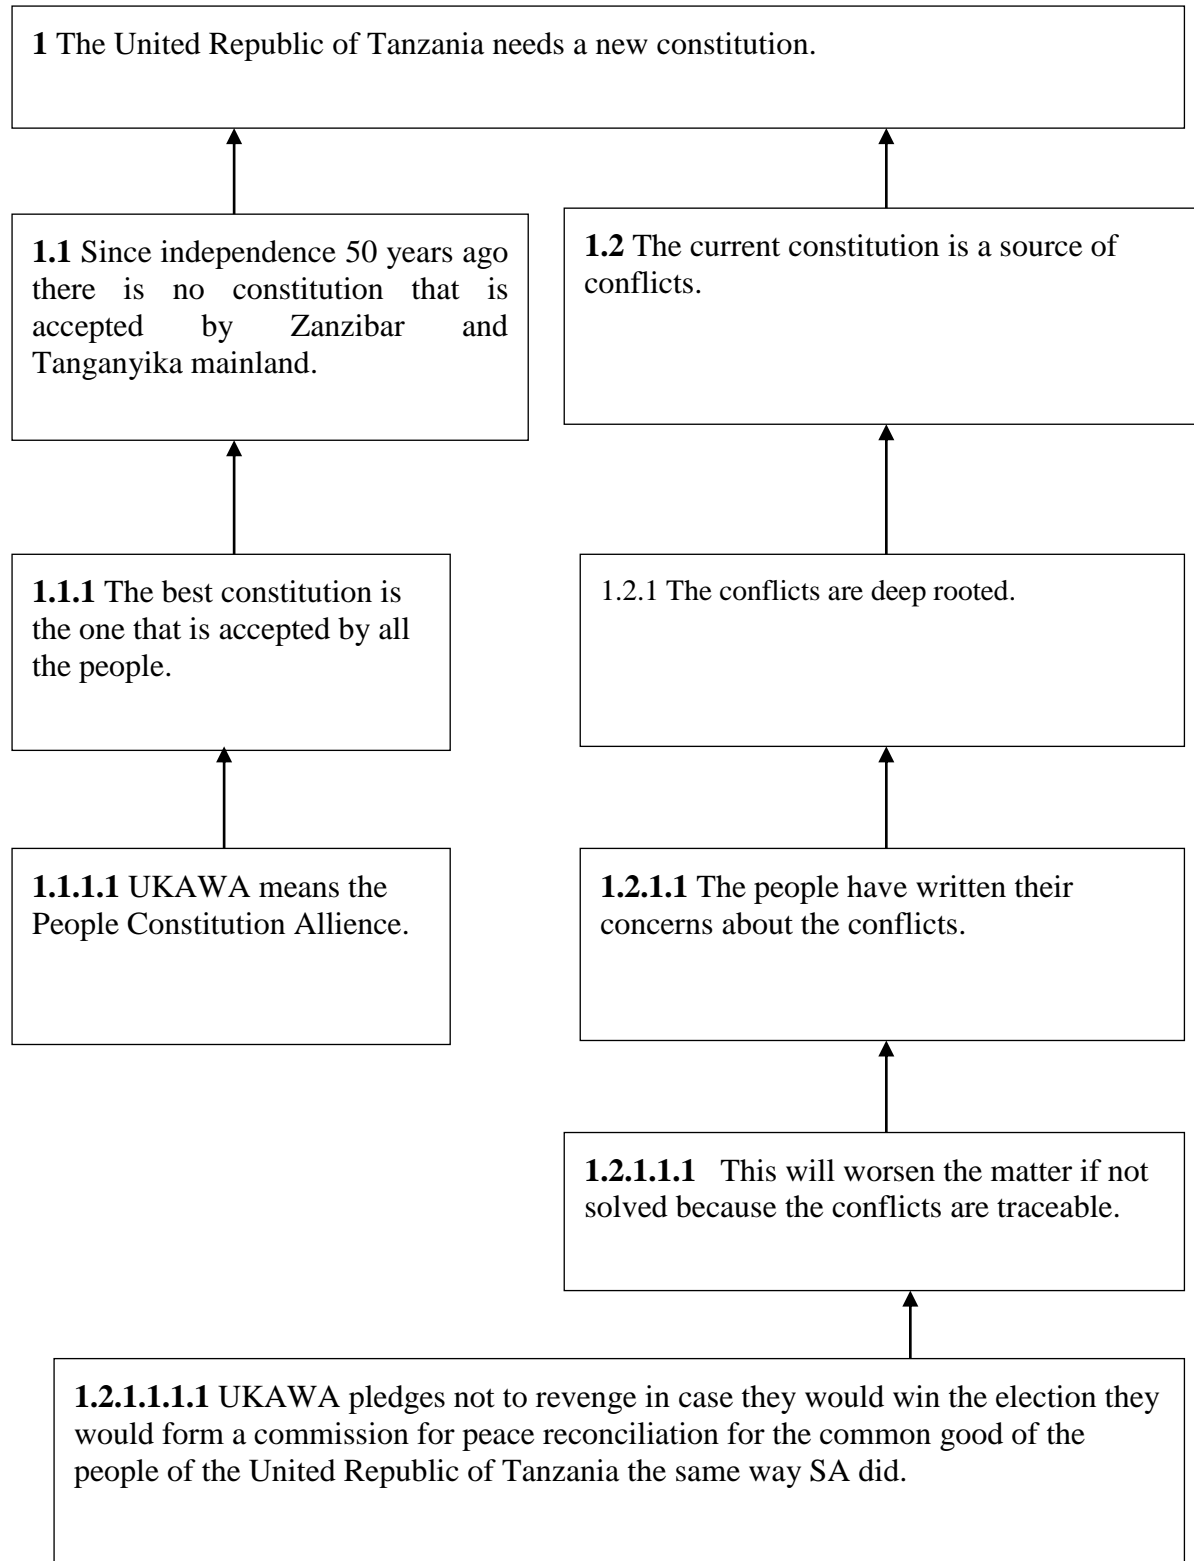 1 The United Republic of Tanzania needs a new constitution.
1.1 Since independence 50 years ago
there is no constitution that is
accepted by Zanzibar and
Tanganyika mainland.
1.2 The current constitution is a source of
conflicts.
1.1.1 The best constitution is
the one that is accepted by all
the people.
1.2.1 The conflicts are deep rooted.
1.1.1.1 UKAWA means the
People Constitution Allience.
1.2.1.1 The people have written their
concerns about the conflicts.
1.2.1.1.1 This will worsen the matter if not
solved because the conflicts are traceable.
1.2.1.1.1.1 UKAWA pledges not to revenge in case they would win the election they
would form a commission for peace reconciliation for the common good of the
people of the United Republic of Tanzania the same way SA did.